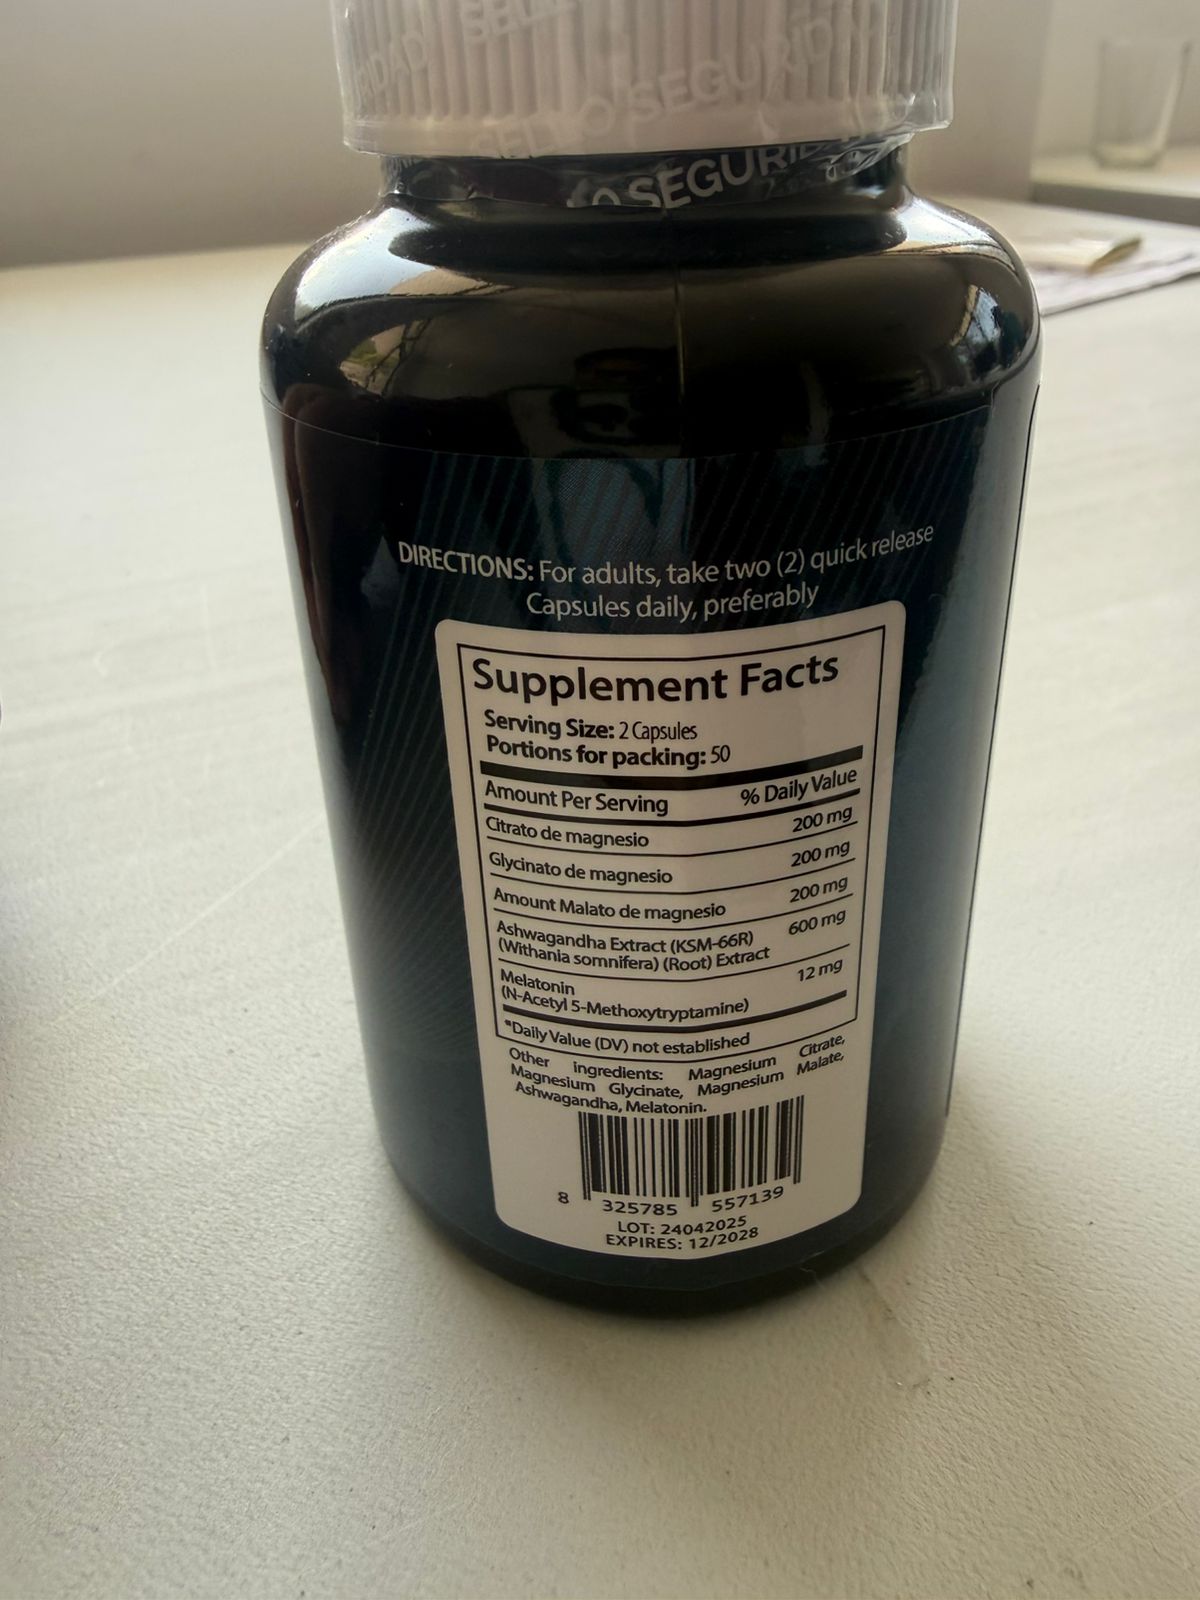 RIDAD
SELLO SEGURIDA
O SEGURIDA
DIRECTIONS: For adults, take two (2) quick release
Capsules daily, preferably
Supplement Facts
Serving Size: 2 Capsules
Portions for packing: 50
Amount Per Serving % Daily Value
Citrato de magnesio 200 mg
Glycinato de magnesio 200 mg
Amount Malato de magnesio 200 mg
Ashwagandha Extract (KSM-66R) 600 mg
(Withania somnifera) (Root) Extract
Melatonin 12 mg
(N-Acetyl 5-Methoxytryptamine)
*Daily Value (DV) not established
Other ingredients: Magnesium Citrate,
Magnesium Glycinate, Magnesium Malate,
Ashwagandha, Melatonin.
8 325785 557139
LOT: 24042025
EXPIRES: 12/2028